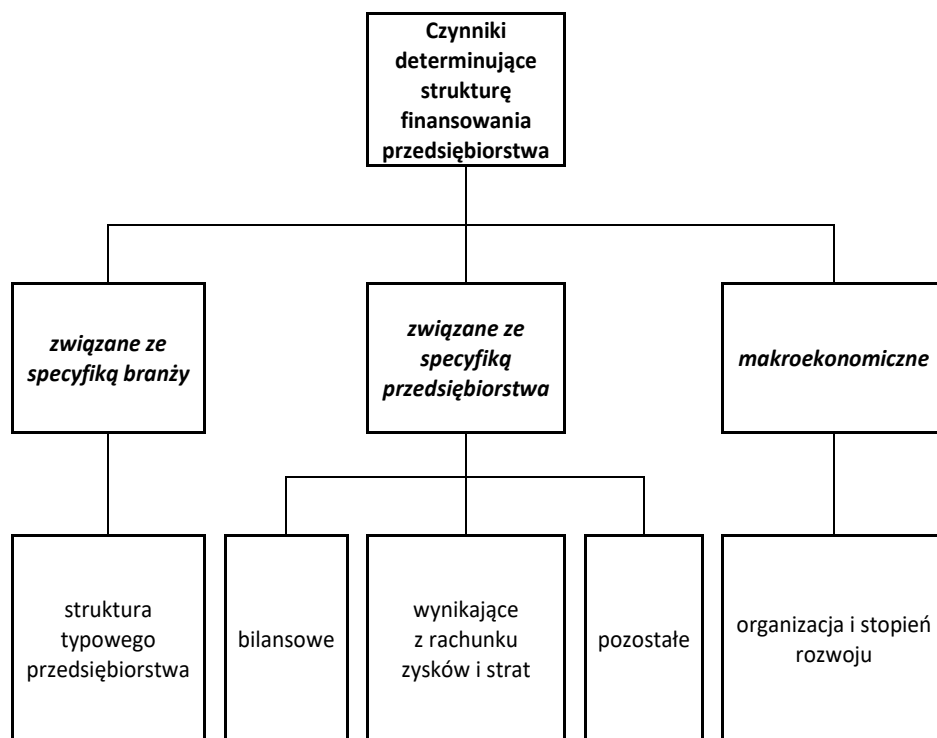 Czynniki
determinujące
strukturę
finansowania
przedsiębiorstwa
związane ze
specyfiką branży
związane ze
specyfiką
przedsiębiorstwa
makroekonomiczne
struktura
typowego
przedsiębiorstwa
bilansowe
wynikające
z rachunku
zysków i strat
pozostałe
organizacja i stopień
rozwoju